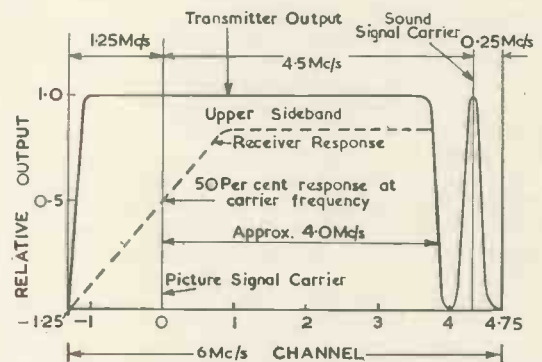 Transmitter Output
Sound
Signal Carrier
1·25Mc/s
4·5Mc/s
0·25Mc/s
1·0
Upper Sideband
Receiver Response
50Per cent response at
carrier frequency
0·5
Approx. 4·0Mc/s
RELATIVE OUTPUT
Picture Signal Carrier
-1·25 -1 0 1 2 3 4 4·75
6Mc/s CHANNEL